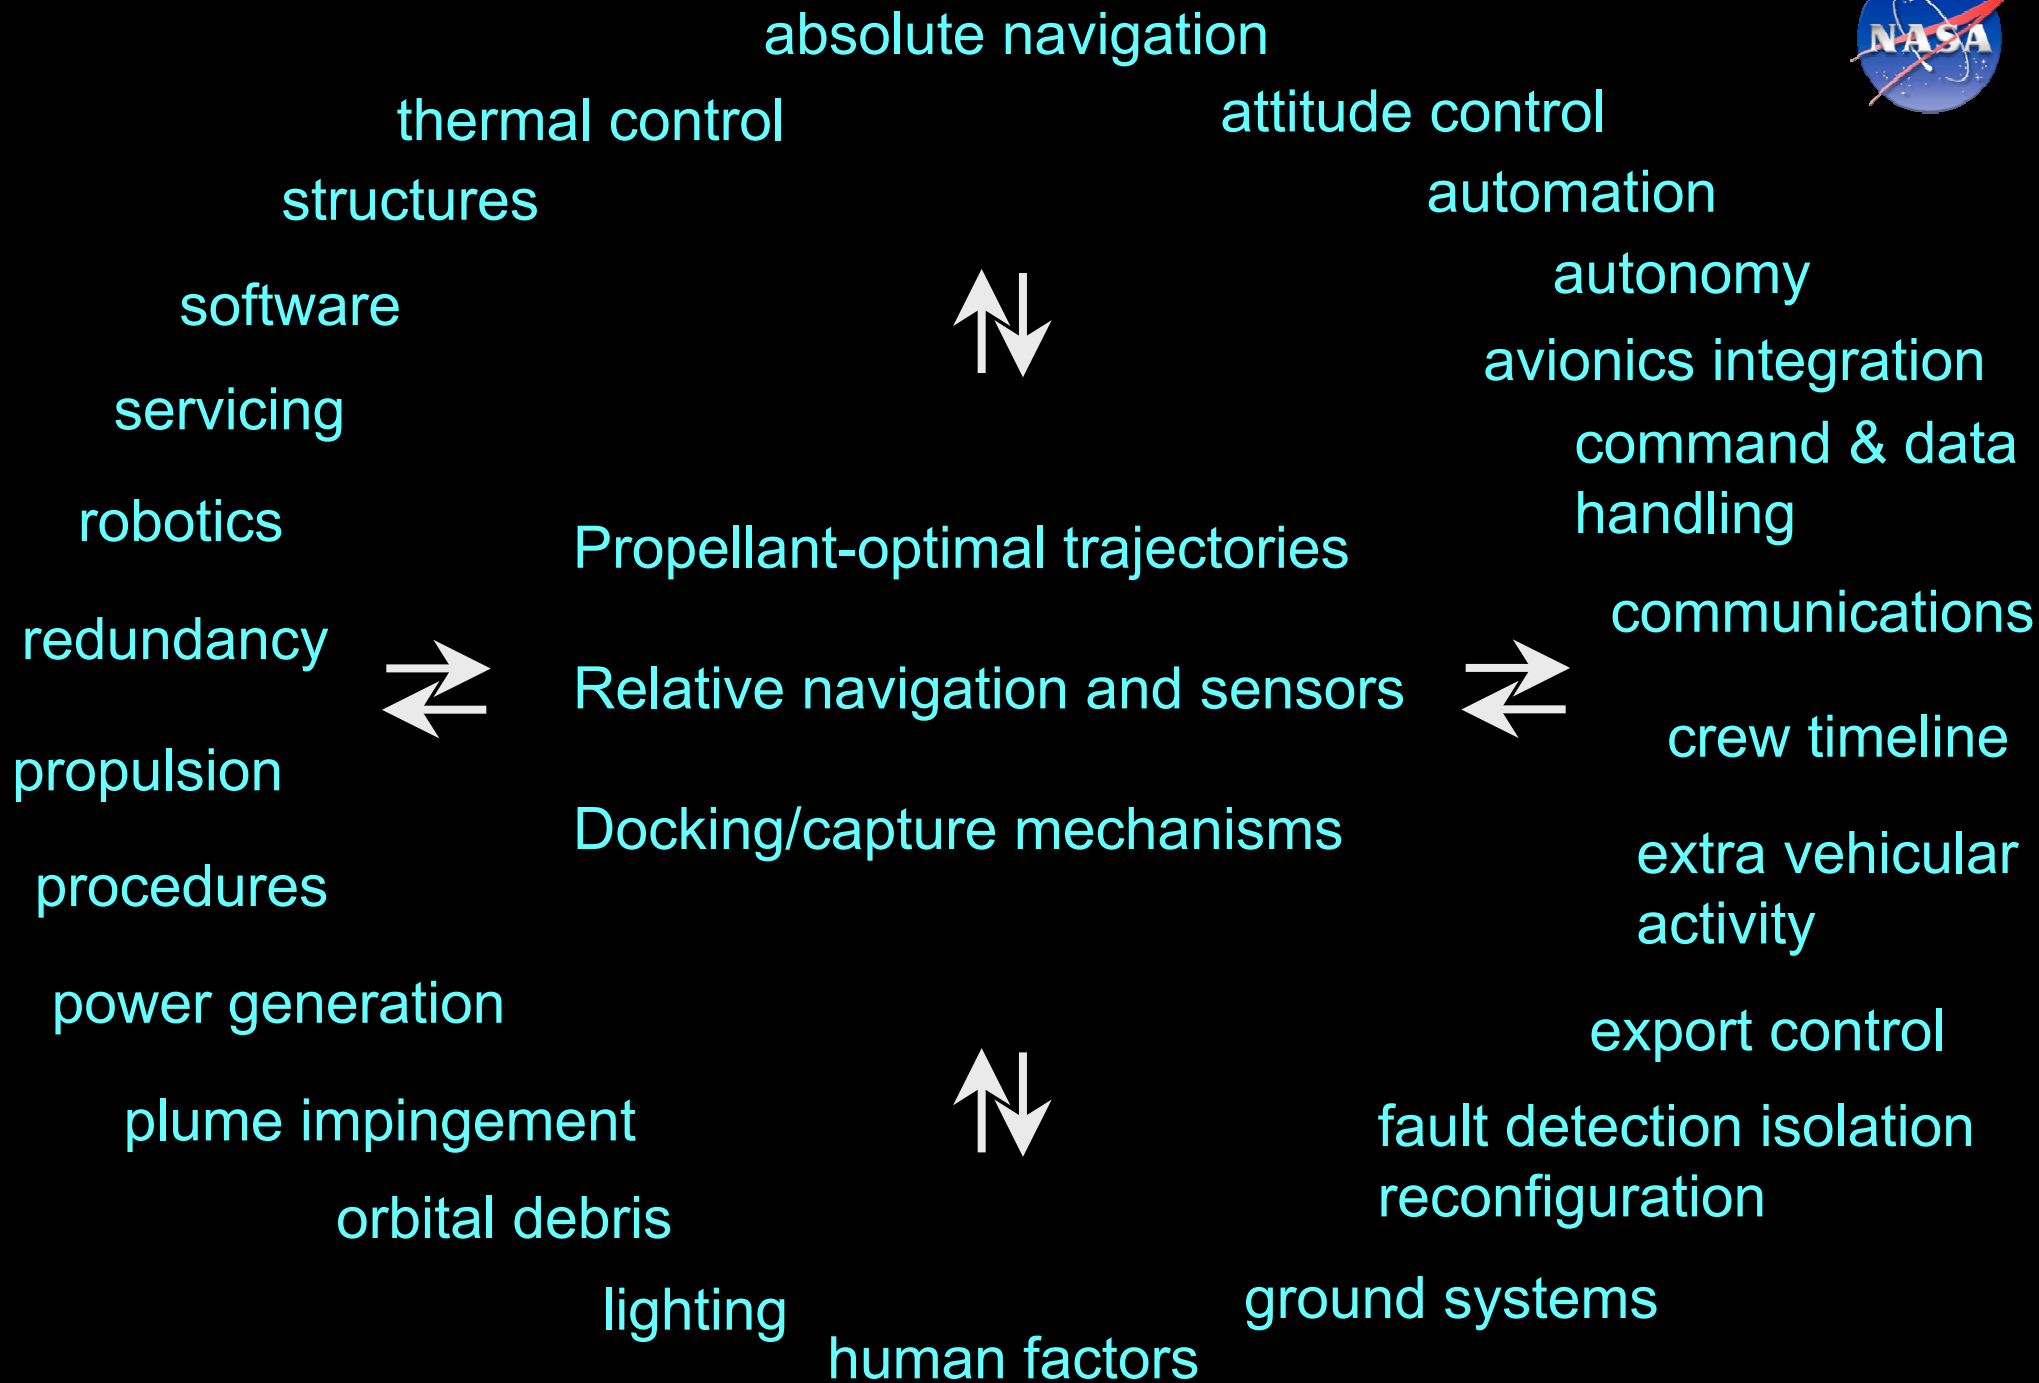 absolute navigation
NASA
thermal control
attitude control
structures
automation
autonomy
software
avionics integration
servicing
command & data
handling
robotics
Propellant-optimal trajectories
communications
redundancy
Relative navigation and sensors
crew timeline
propulsion
Docking/capture mechanisms
extra vehicular
activity
procedures
power generation
export control
plume impingement
fault detection isolation
reconfiguration
orbital debris
ground systems
lighting
human factors